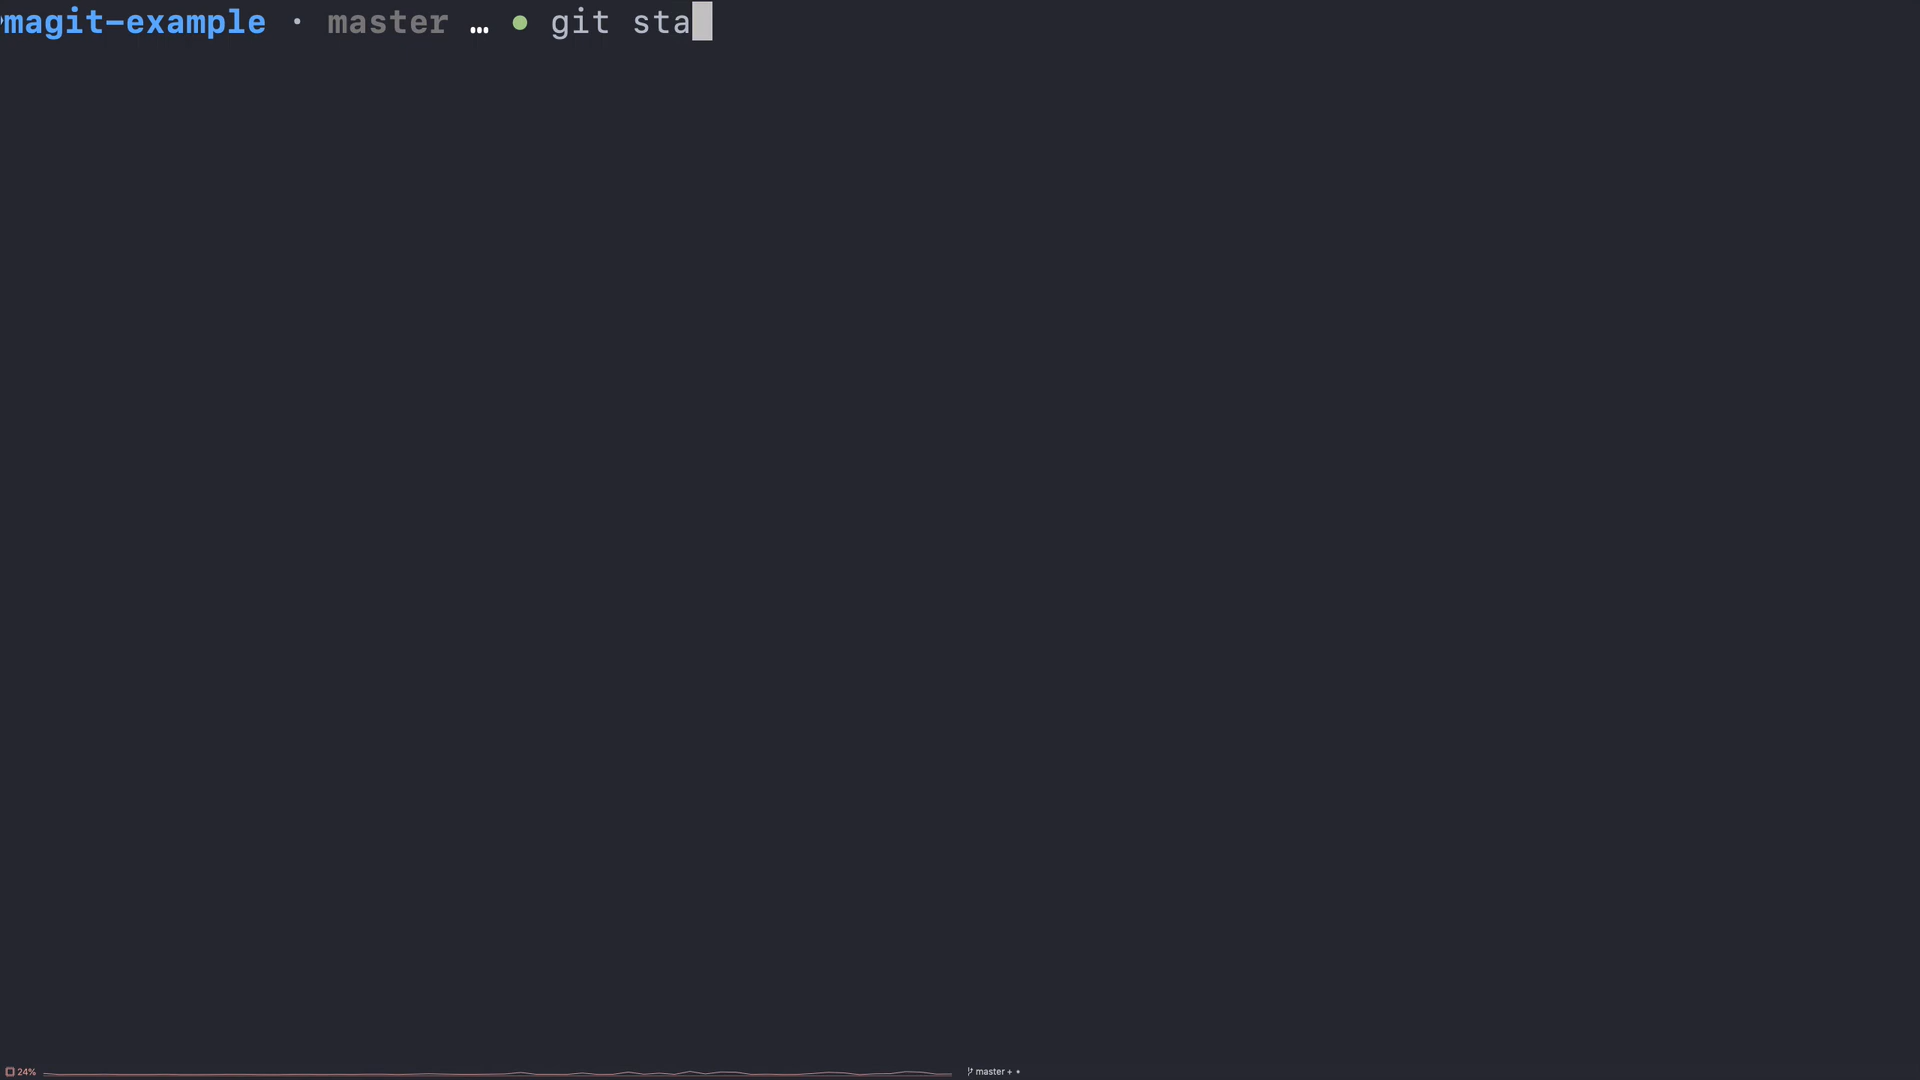 magit-example · master … ● git sta
24% master + •